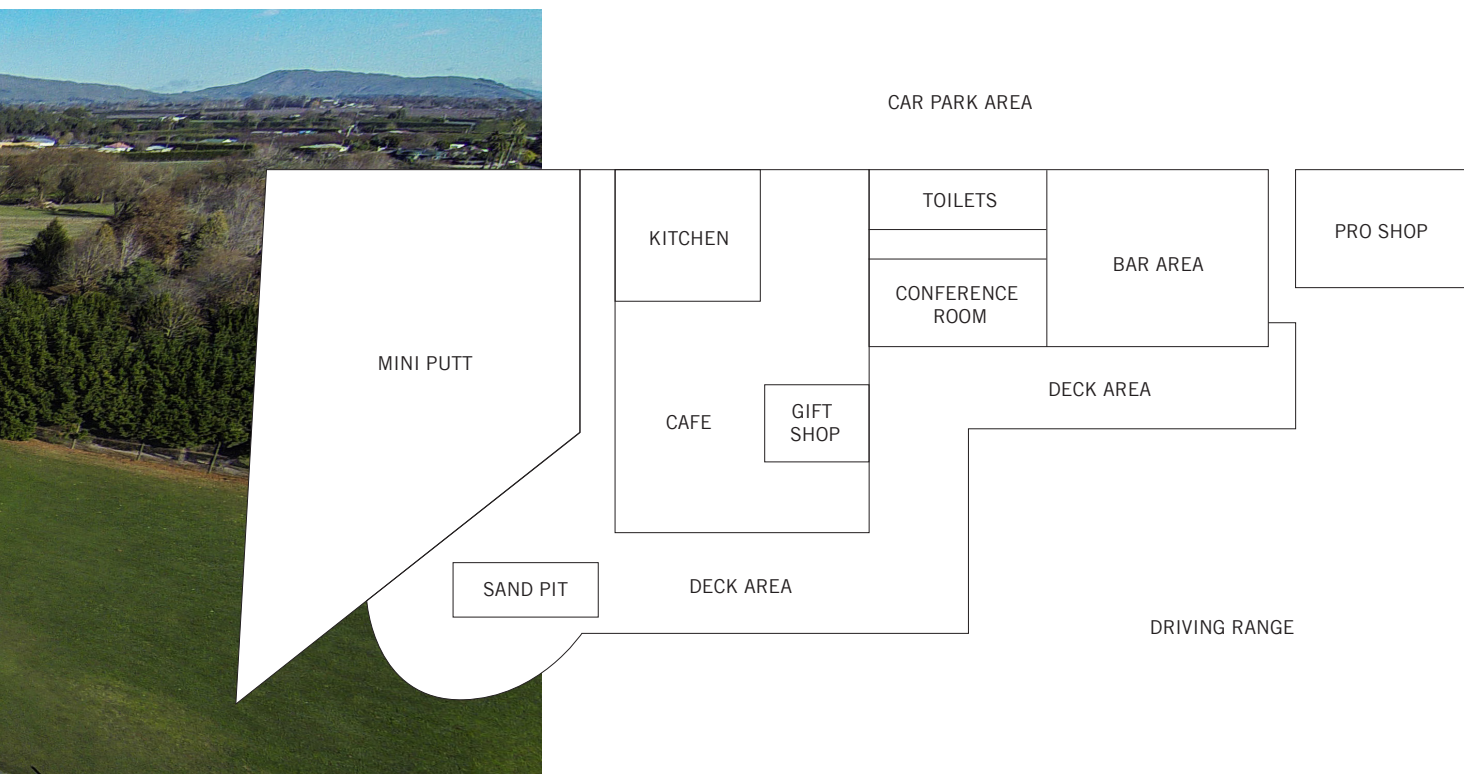 CAR PARK AREA
TOILETS
KITCHEN
PRO SHOP
BAR AREA
CONFERENCE
ROOM
MINI PUTT
DECK AREA
CAFE
GIFT
SHOP
SAND PIT
DECK AREA
DRIVING RANGE